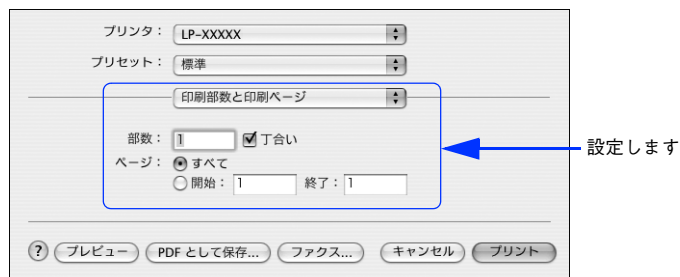 プリンタ： LP-XXXXX
プリセット： 標準
印刷部数と印刷ページ
部数： 1 丁合い
ページ： すべて
開始： 1 終了： 1
設定します
? プレビュー PDF として保存... ファクス... キャンセル プリント